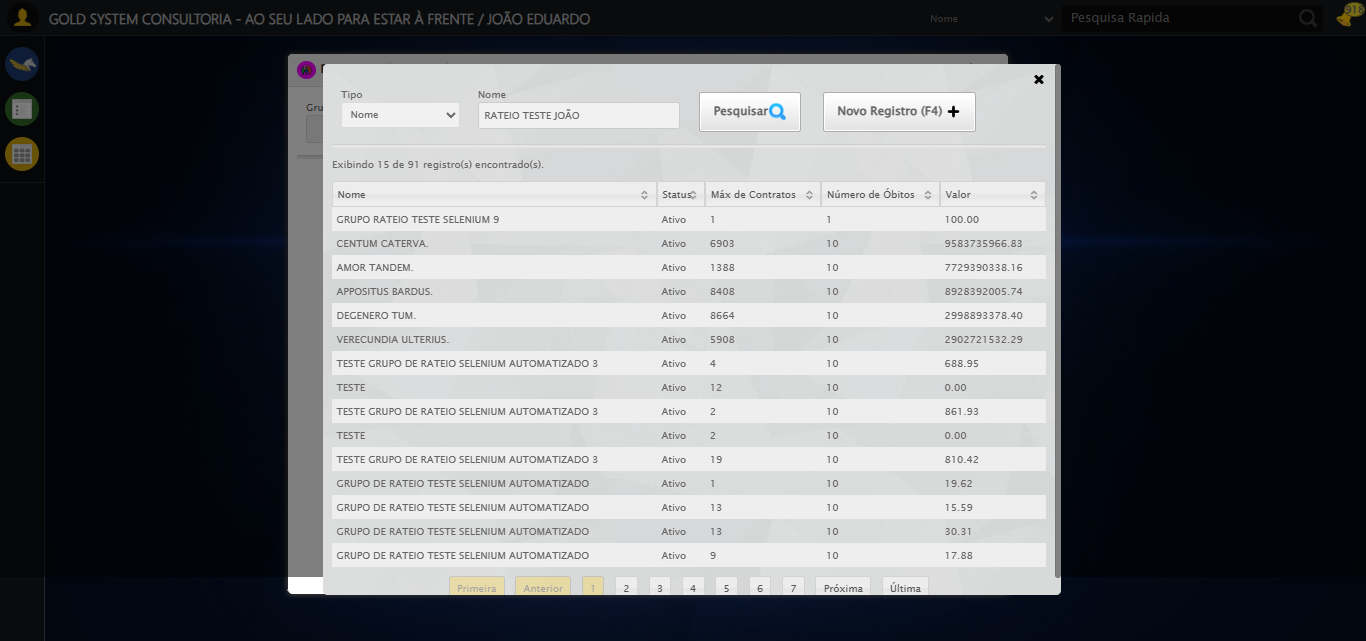 GOLD SYSTEM CONSULTORIA - AO SEU LADO PARA ESTAR À FRENTE / JOÃO EDUARDO
Nome
Pesquisa Rapida
918
Gru
Tipo
Nome
Nome
RATEIO TESTE JOÃO
Pesquisar
Novo Registro (F4)
Exibindo 15 de 91 registro(s) encontrado(s).
Nome Status Máx de Contratos Número de Óbitos Valor
GRUPO RATEIO TESTE SELENIUM 9 Ativo 1 1 100.00
CENTUM CATERVA. Ativo 6903 10 9583735966.83
AMOR TANDEM. Ativo 1388 10 7729390338.16
APPOSITUS BARDUS. Ativo 8408 10 8928392005.74
DEGENERO TUM. Ativo 8664 10 2998893378.40
VERECUNDIA ULTERIUS. Ativo 5908 10 2902721532.29
TESTE GRUPO DE RATEIO SELENIUM AUTOMATIZADO 3 Ativo 4 10 688.95
TESTE Ativo 12 10 0.00
TESTE GRUPO DE RATEIO SELENIUM AUTOMATIZADO 3 Ativo 2 10 861.93
TESTE Ativo 2 10 0.00
TESTE GRUPO DE RATEIO SELENIUM AUTOMATIZADO 3 Ativo 19 10 810.42
GRUPO DE RATEIO TESTE SELENIUM AUTOMATIZADO Ativo 1 10 19.62
GRUPO DE RATEIO TESTE SELENIUM AUTOMATIZADO Ativo 13 10 15.59
GRUPO DE RATEIO TESTE SELENIUM AUTOMATIZADO Ativo 13 10 30.31
GRUPO DE RATEIO TESTE SELENIUM AUTOMATIZADO Ativo 9 10 17.88
Primeira Anterior 1 2 3 4 5 6 7 Próxima Última